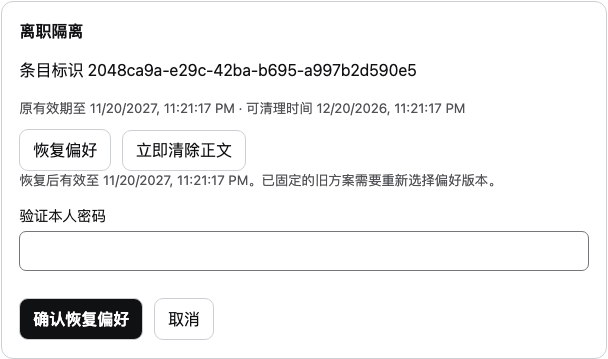 离职隔离
条目标识 2048ca9a-e29c-42ba-b695-a997b2d590e5
原有效期至 11/20/2027, 11:21:17 PM · 可清理时间 12/20/2026, 11:21:17 PM
恢复偏好 立即清除正文
恢复后有效至 11/20/2027, 11:21:17 PM。已固定的旧方案需要重新选择偏好版本。
验证本人密码
确认恢复偏好 取消